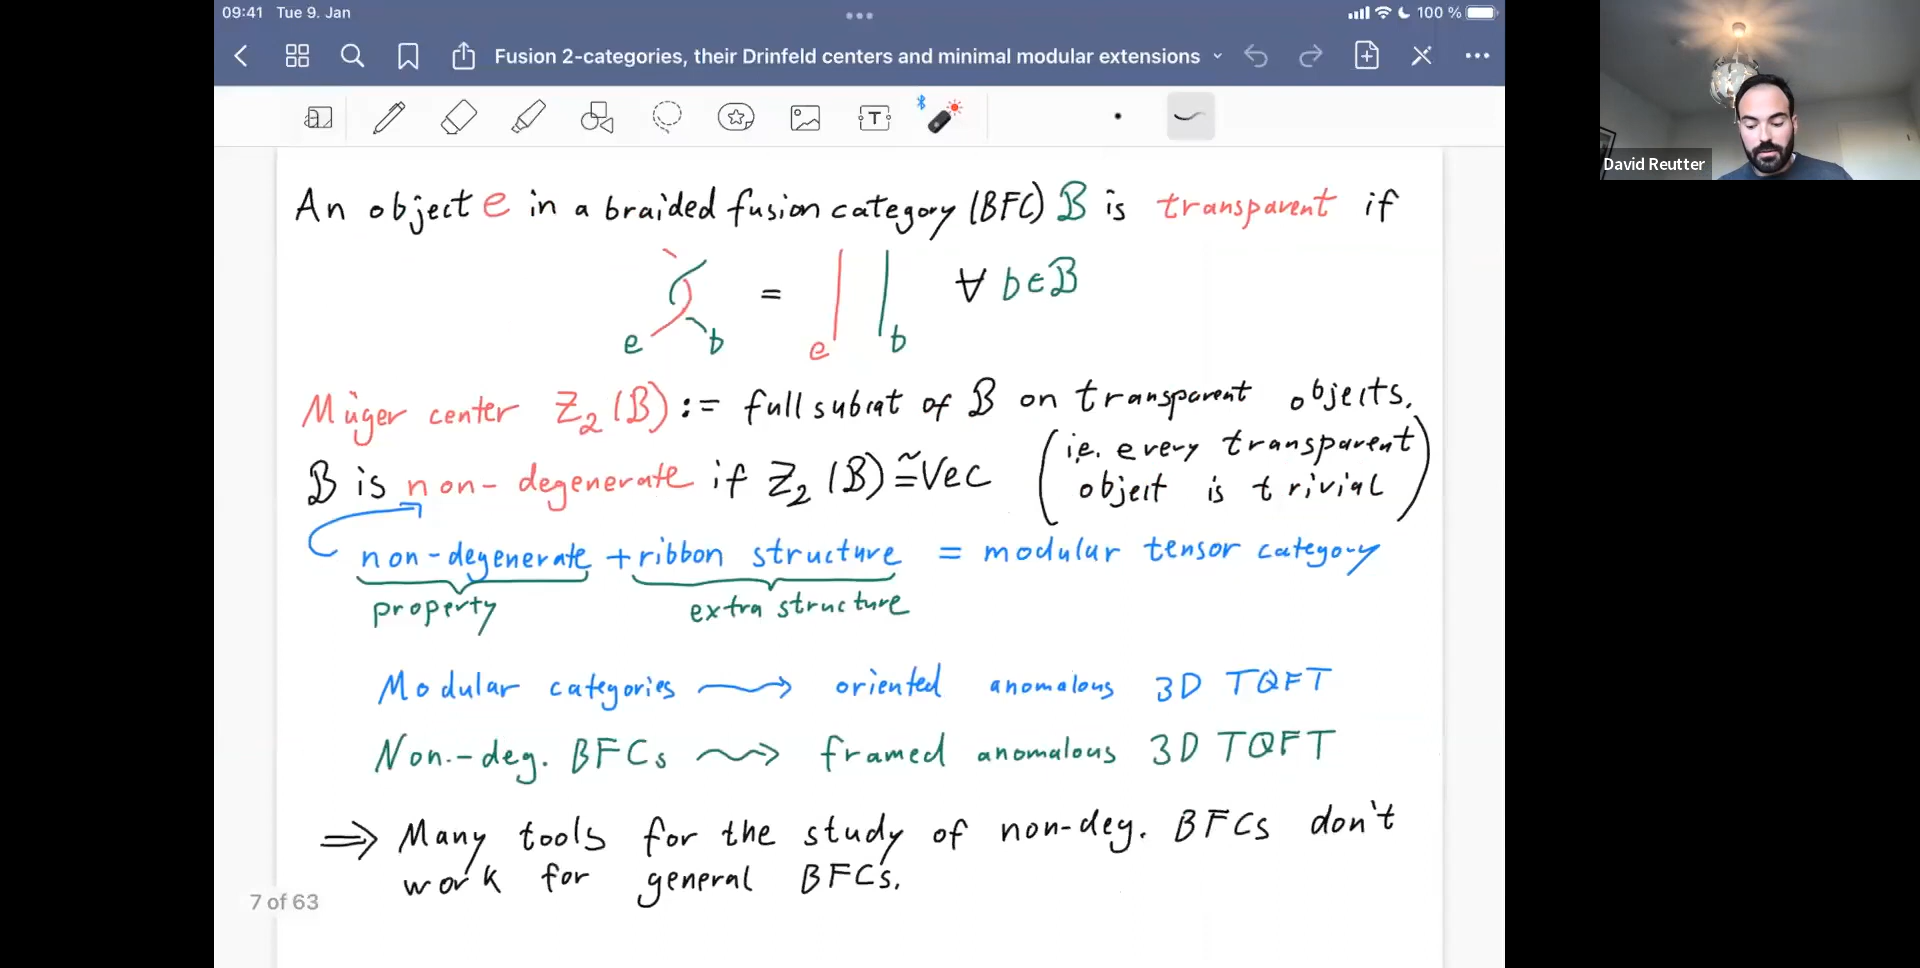 09:41 Tue 9. Jan
100 %
Fusion 2-categories, their Drinfeld centers and minimal modular extensions
T
David Reutter
An object e in a braided fusion category (BFC) B is transparent if
e b = e b ∀ b∈B
Müger center Z₂(B) := full subcat of B on transparent objects.
B is non-degenerate if Z₂(B) ≅ Vec (i.e. every transparent
object is trivial)
non-degenerate + ribbon structure = modular tensor category
property extra structure
Modular categories ⟿ oriented anomalous 3D TQFT
Non-deg. BFCs ⟿ framed anomalous 3D TQFT
⇒ Many tools for the study of non-deg. BFCs don't
work for general BFCs.
7 of 63